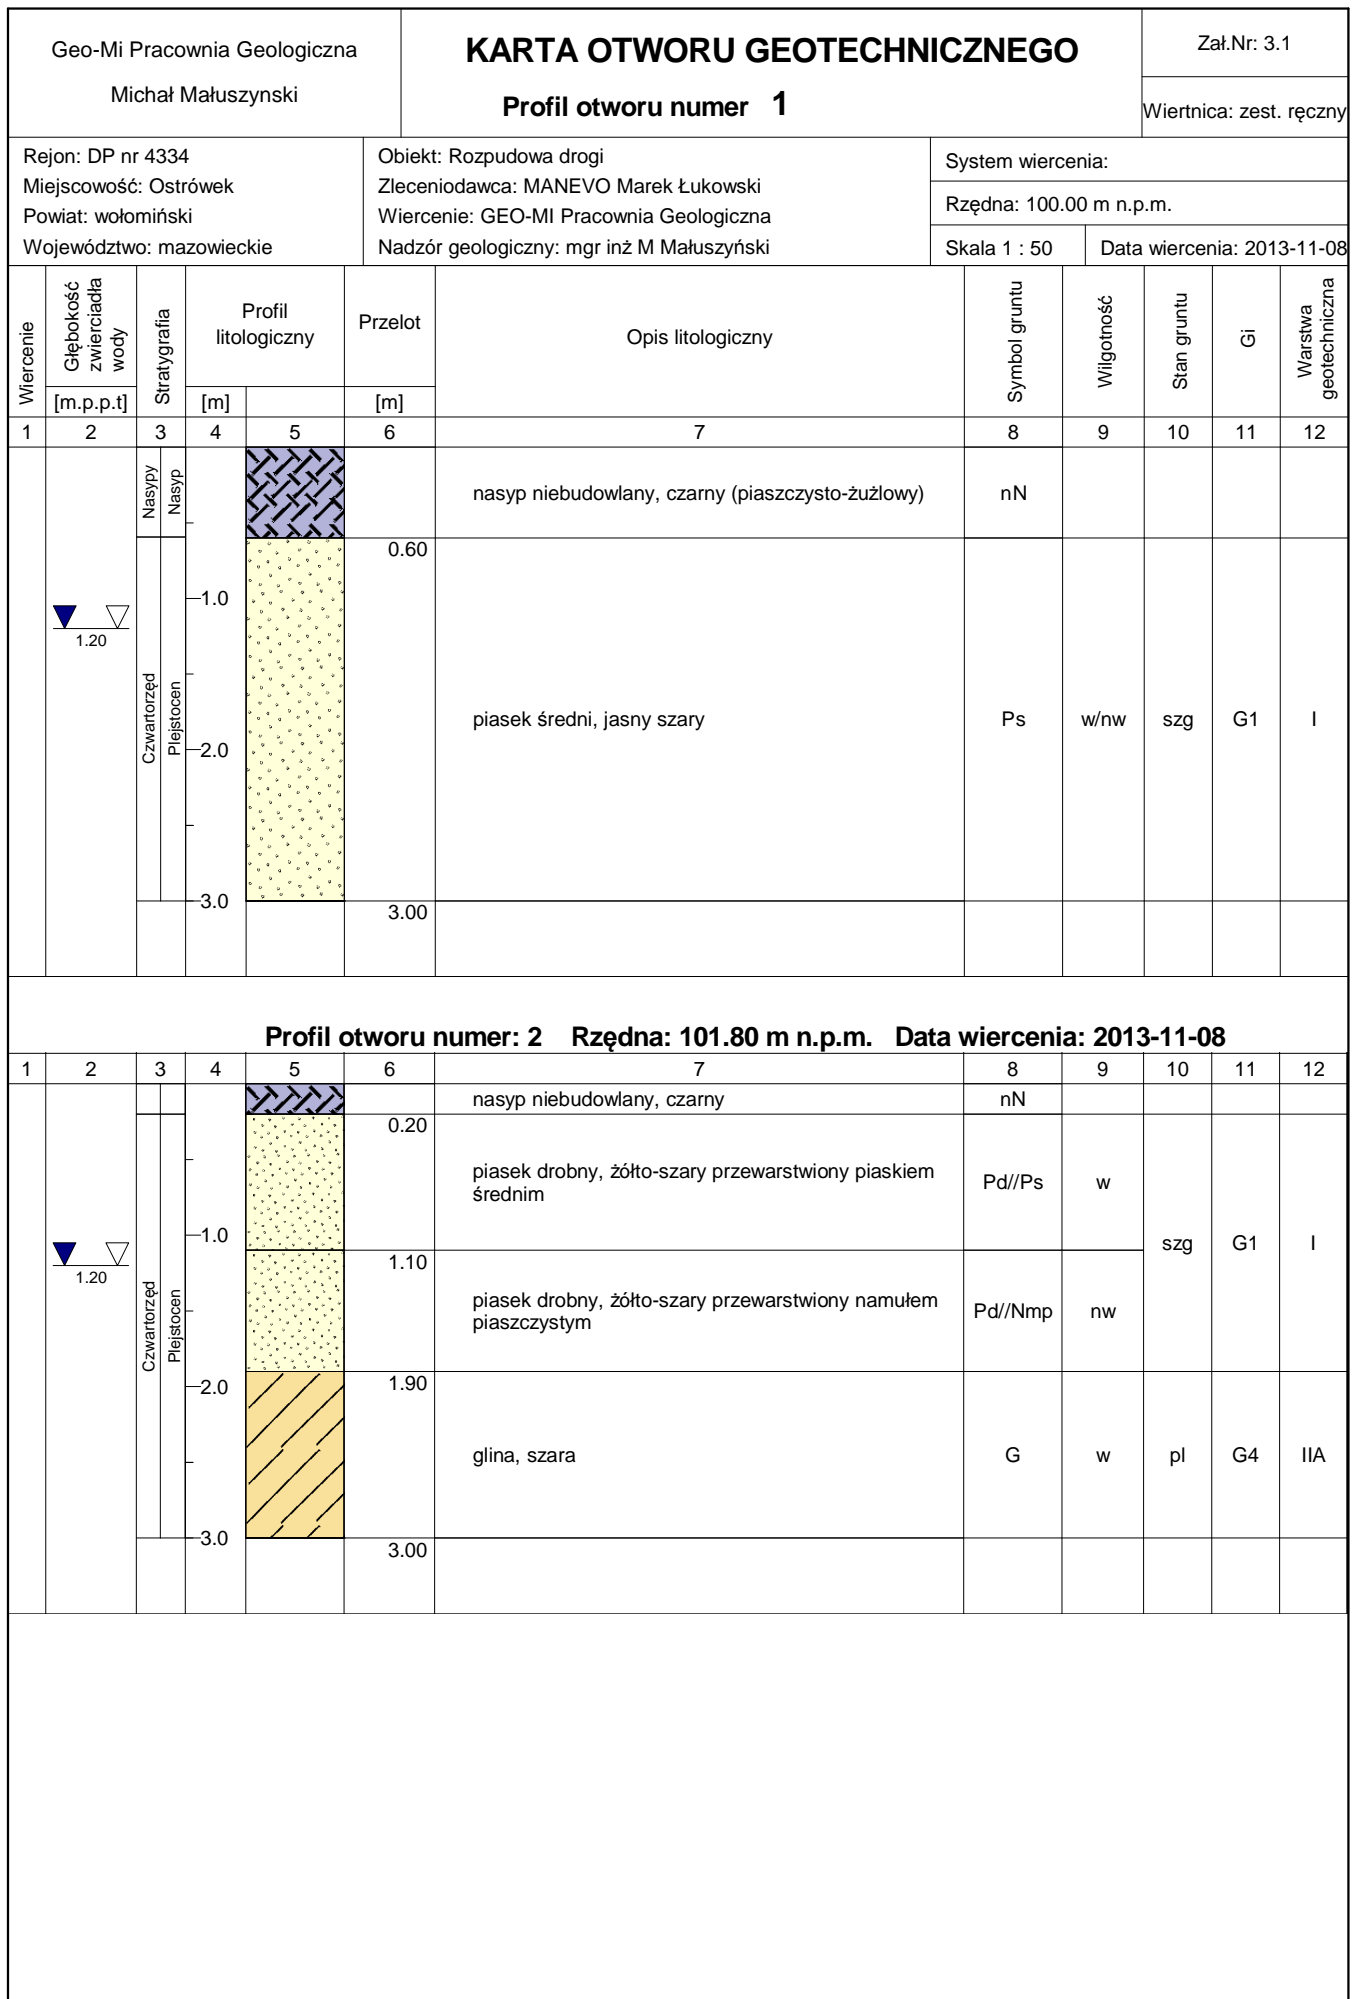 Geo-Mi Pracownia Geologiczna
Michał Małuszynski
KARTA OTWORU GEOTECHNICZNEGO
Profil otworu numer 1
Zał.Nr: 3.1
Wiertnica: zest. ręczny
Rejon: DP nr 4334
Miejscowość: Ostrówek
Powiat: wołomiński
Województwo: mazowieckie
Obiekt: Rozpudowa drogi
Zleceniodawca: MANEVO Marek Łukowski
Wiercenie: GEO-MI Pracownia Geologiczna
Nadzór geologiczny: mgr inż M Małuszyński
System wiercenia:
Rzędna: 100.00 m n.p.m.
Skala 1 : 50
Data wiercenia: 2013-11-08
Wiercenie
Głębokość
zwierciadła
wody
[m.p.p.t]
Stratygrafia
Profil
litologiczny
[m]
Przelot
[m]
Opis litologiczny
Symbol gruntu
Wilgotność
Stan gruntu
Gi
Warstwa
geotechniczna
1 2 3 4 5 6 7 8 9 10 11 12
Nasypy
Nasyp
nasyp niebudowlany, czarny (piaszczysto-żużlowy)
nN
0.60
1.0
1.20
Czwartorzęd
Plejstocen
piasek średni, jasny szary
Ps
w/nw
szg
G1
I
2.0
3.0
3.00
Profil otworu numer: 2 Rzędna: 101.80 m n.p.m. Data wiercenia: 2013-11-08
1 2 3 4 5 6 7 8 9 10 11 12
nasyp niebudowlany, czarny
nN
0.20
piasek drobny, żółto-szary przewarstwiony piaskiem
średnim
Pd//Ps
w
1.0
szg
G1
I
1.10
1.20
Czwartorzęd
Plejstocen
piasek drobny, żółto-szary przewarstwiony namułem
piaszczystym
Pd//Nmp
nw
1.90
2.0
glina, szara
G
w
pl
G4
IIA
3.0
3.00